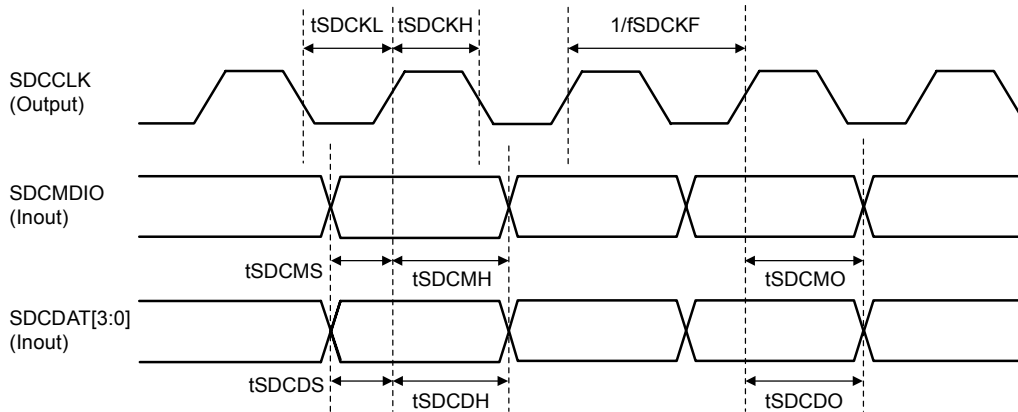 tSDCKL
tSDCKH
1/fSDCKF
SDCCLK
(Output)
SDCMDIO
(Inout)
tSDCMS
tSDCMH
tSDCMO
SDCDAT[3:0]
(Inout)
tSDCDS
tSDCDH
tSDCDO